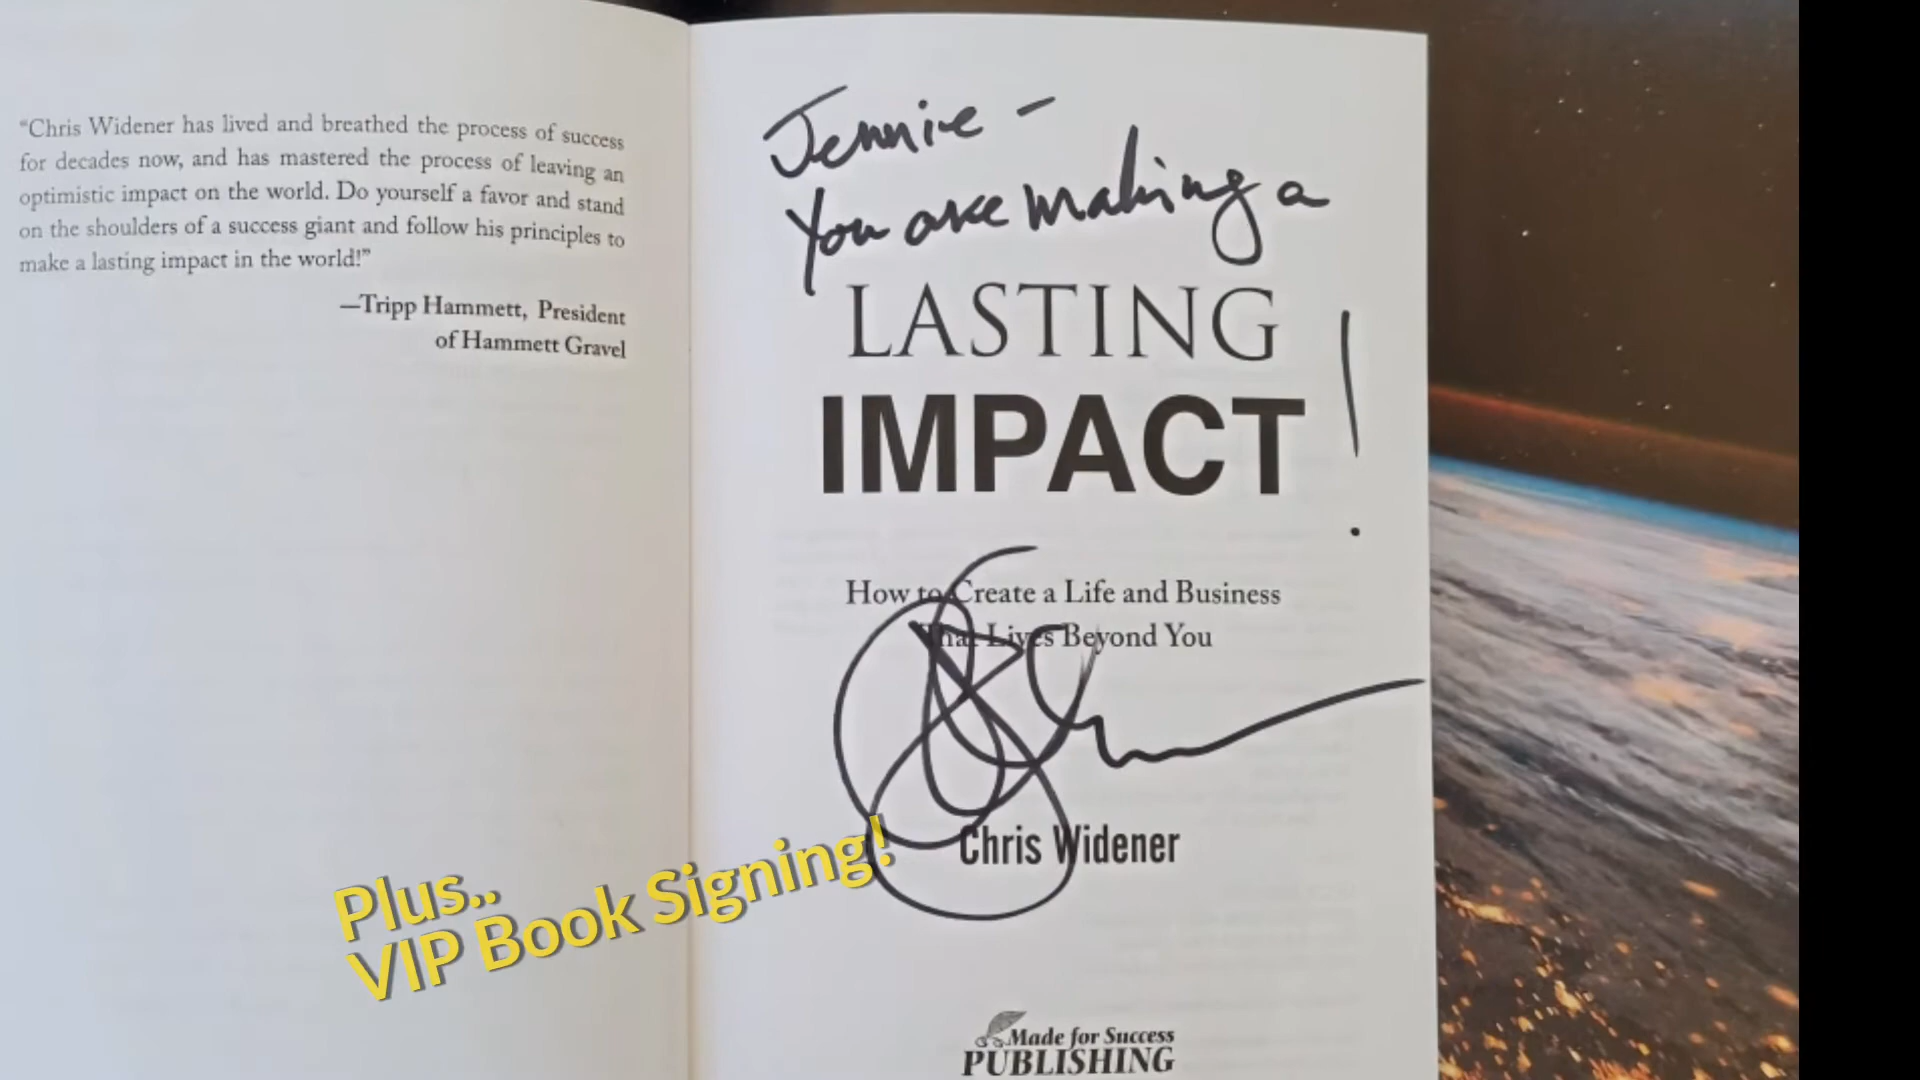 "Chris Widener has lived and breathed the process of success
for decades now, and has mastered the process of leaving an
optimistic impact on the world. Do yourself a favor and stand
on the shoulders of a success giant and follow his principles to
make a lasting impact in the world!"
—Tripp Hammett, President
of Hammett Gravel
Jennie -
You are making a
LASTING
IMPACT!
How to Create a Life and Business
That Lives Beyond You
Chris Widener
Made for Success
PUBLISHING
Plus..
VIP Book Signing!